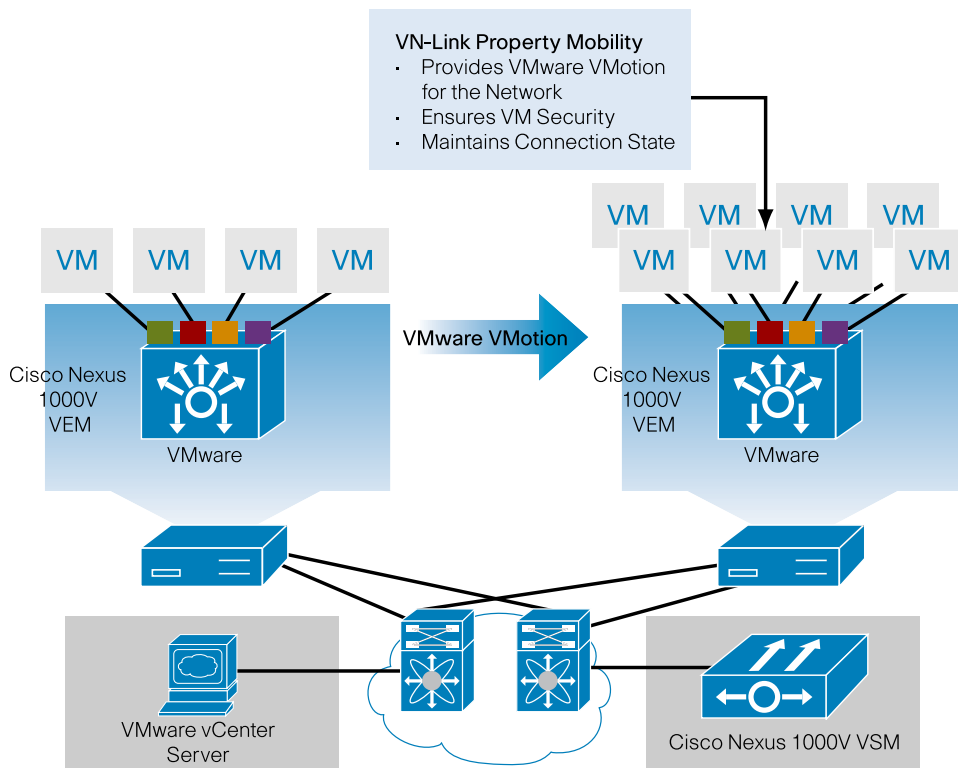 VN-Link Property Mobility
· Provides VMware VMotion
for the Network
· Ensures VM Security
· Maintains Connection State
VM
VM
VM
VM
VM
VM
VM
VM
VM
VM
VM
VM
VMware VMotion
Cisco Nexus
1000V
VEM
VMware
Cisco Nexus
1000V
VEM
VMware
VMware vCenter
Server
Cisco Nexus 1000V VSM